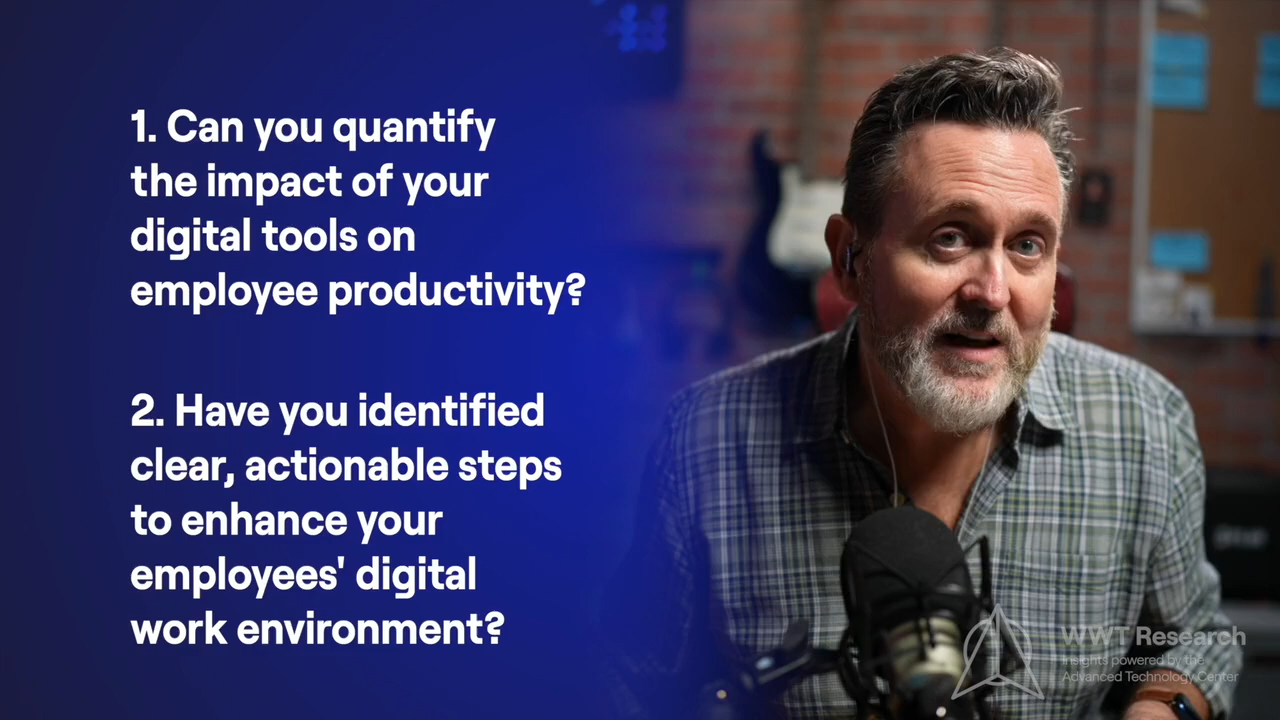 1. Can you quantify
the impact of your
digital tools on
employee productivity?
2. Have you identified
clear, actionable steps
to enhance your
employees' digital
work environment?
WWT Research
Insights powered by the
Advanced Technology Center